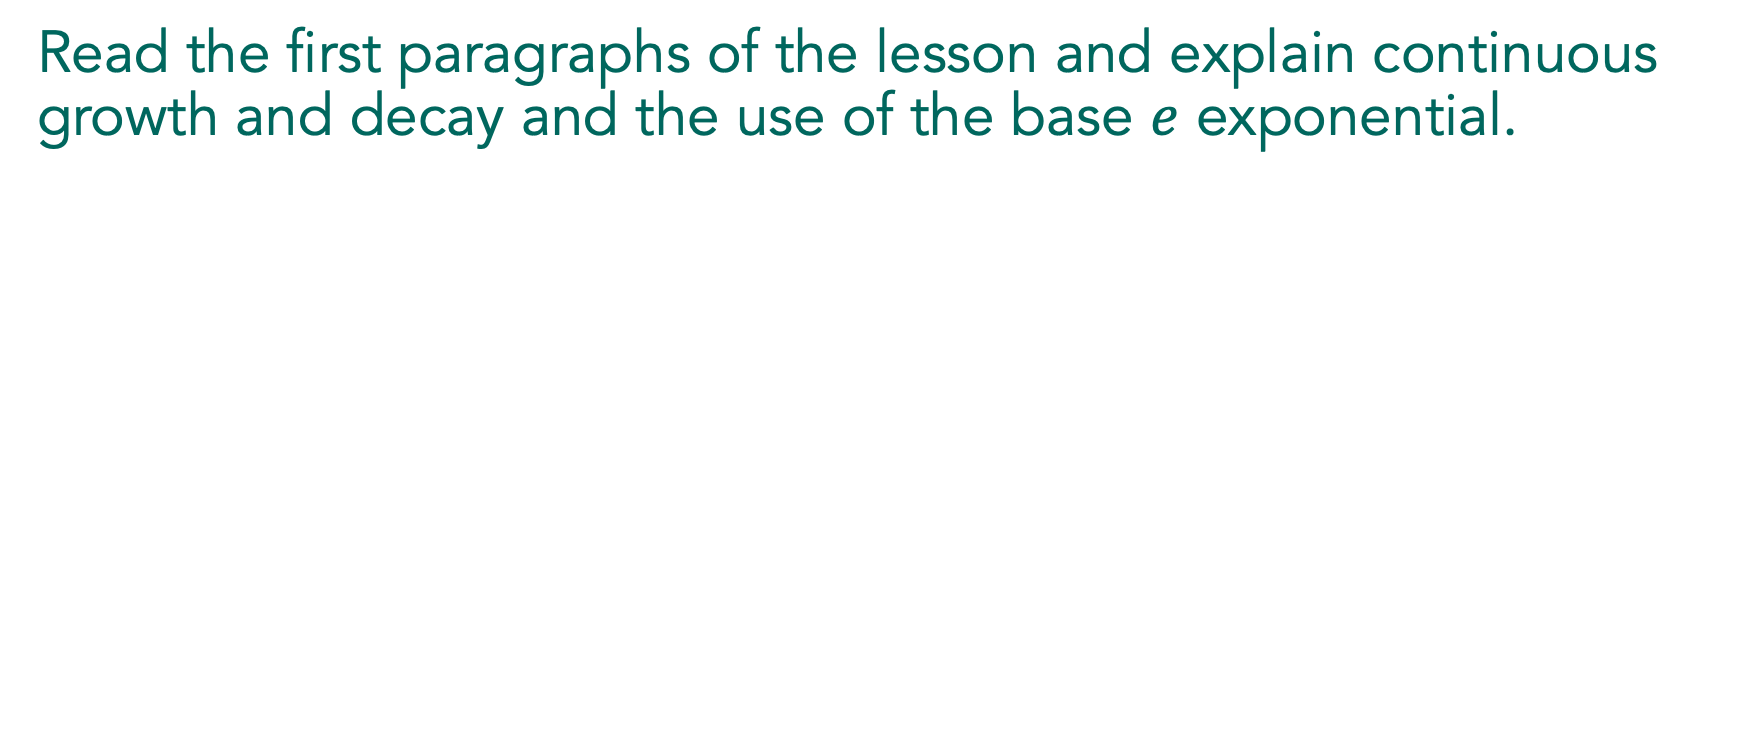 Read the first paragraphs of the lesson and explain continuous
growth and decay and the use of the base e exponential.